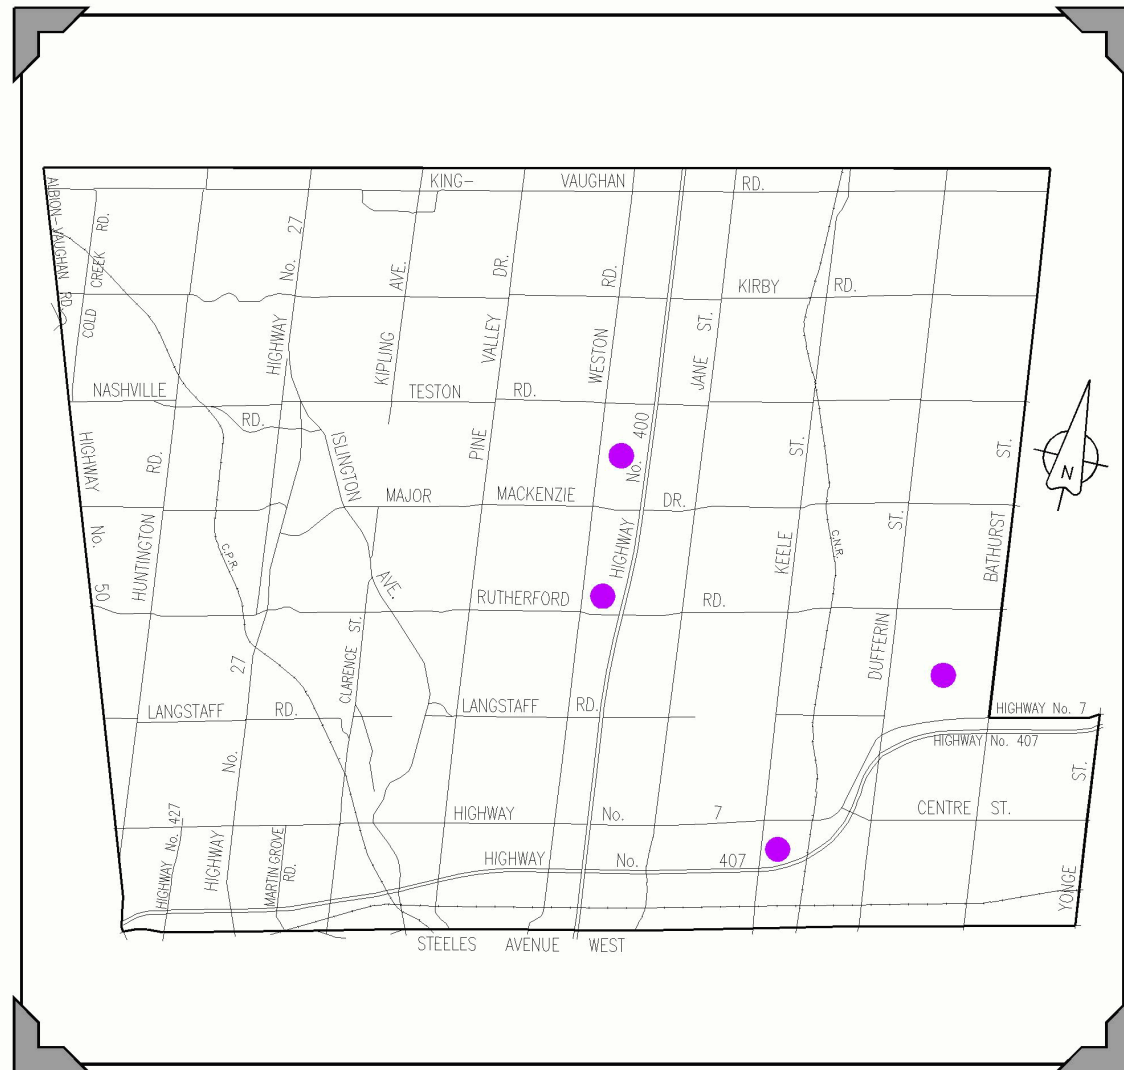 KING– VAUGHAN RD.
ALBION–VAUGHAN RD.
COLD CREEK RD.
HIGHWAY No. 27
KIPLING AVE.
PINE VALLEY DR.
WESTON RD.
JANE ST.
KIRBY RD.
NASHVILLE RD.
TESTON RD.
HIGHWAY No. 50
HUNTINGTON RD.
ISLINGTON AVE.
HIGHWAY No. 400
KEELE ST.
DUFFERIN ST.
BATHURST ST.
N
MAJOR MACKENZIE DR.
C.P.R.
C.N.R.
RUTHERFORD RD.
CLARENCE ST.
HIGHWAY No. 27
LANGSTAFF RD.
LANGSTAFF RD.
HIGHWAY No. 7
HIGHWAY No. 407
HIGHWAY No. 7
CENTRE ST.
HIGHWAY No. 427
MARTIN GROVE RD.
HIGHWAY No. 407
YONGE ST.
STEELES AVENUE WEST